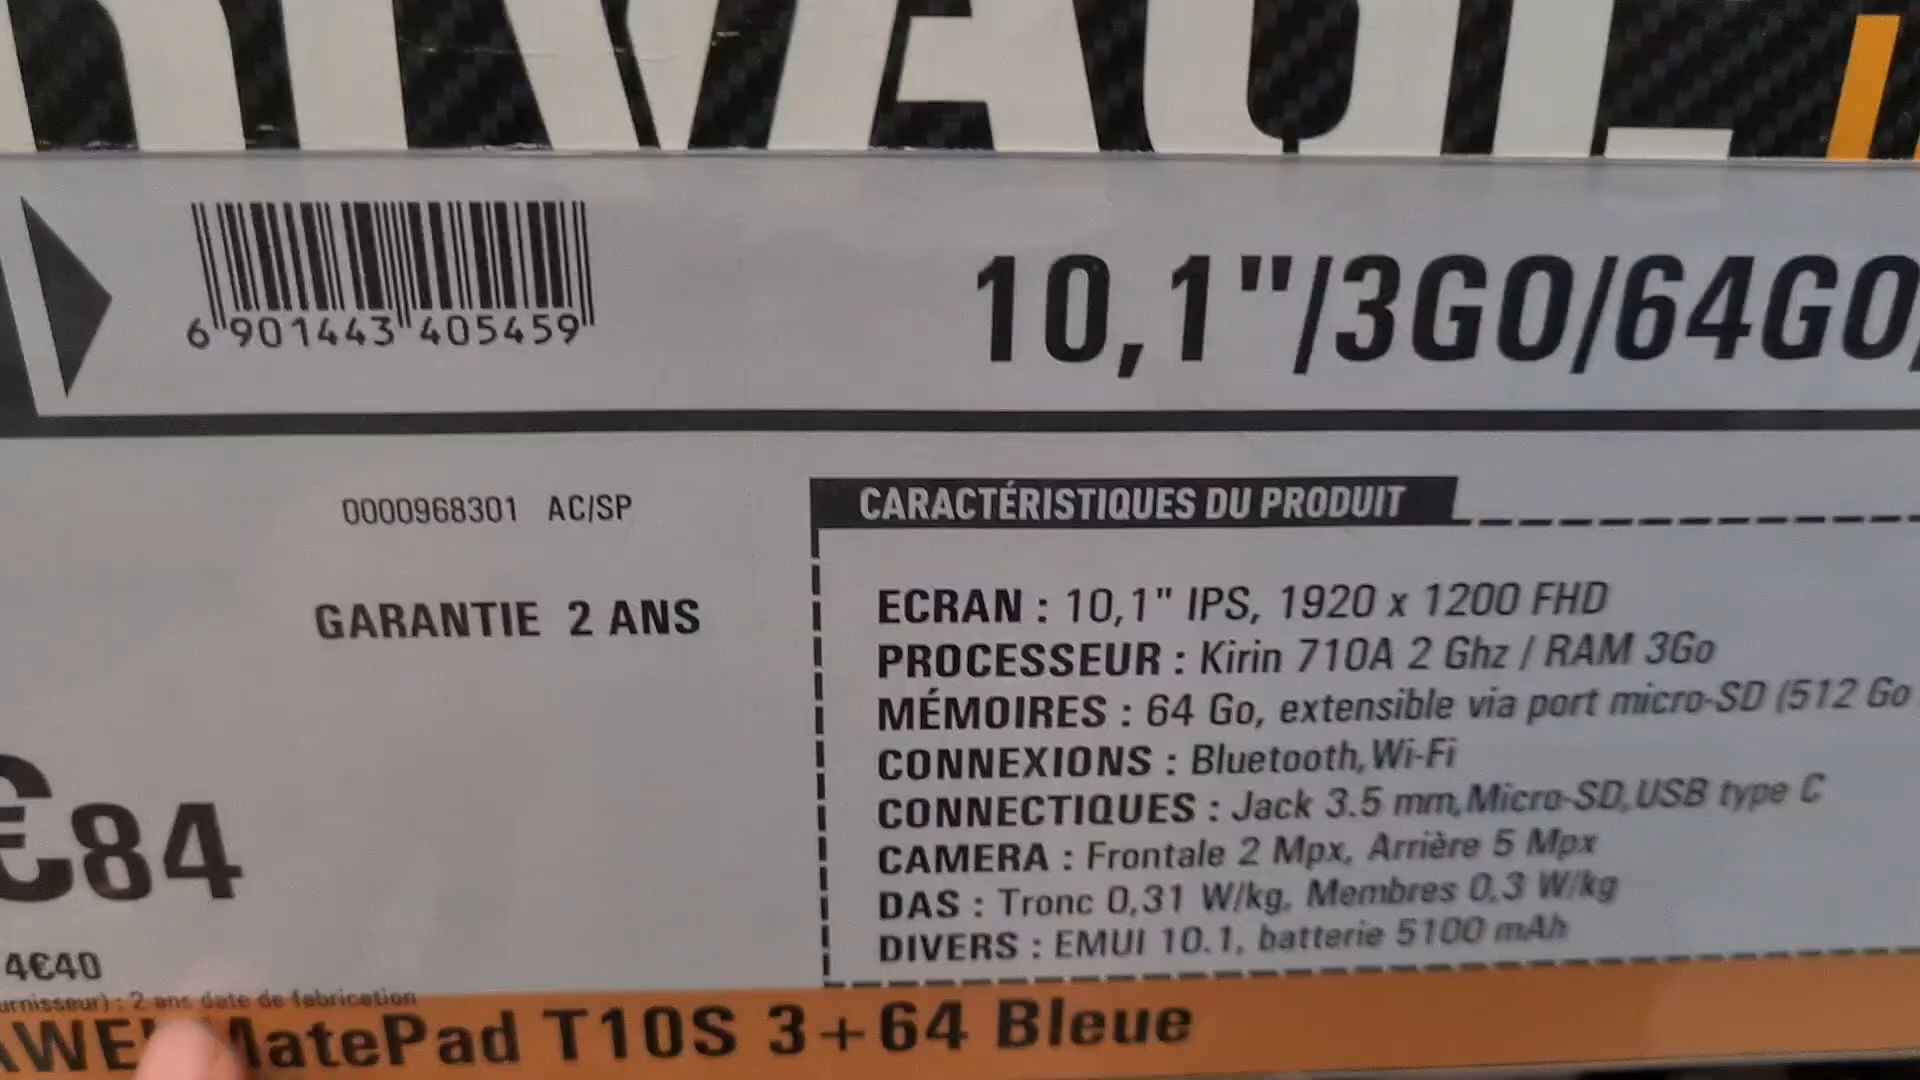 6 901443 405459
10,1"/3GO/64GO
0000968301 AC/SP
GARANTIE 2 ANS
CARACTÉRISTIQUES DU PRODUIT
ECRAN : 10,1" IPS, 1920 x 1200 FHD
PROCESSEUR : Kirin 710A 2 Ghz / RAM 3Go
MÉMOIRES : 64 Go, extensible via port micro-SD (512 Go
CONNEXIONS : Bluetooth, Wi-Fi
CONNECTIQUES : Jack 3.5 mm, Micro-SD, USB type C
CAMERA : Frontale 2 Mpx, Arrière 5 Mpx
DAS : Tronc 0,31 W/kg, Membres 0,3 W/kg
DIVERS : EMUI 10.1, batterie 5100 mAh
€84
4€40
: 2 ans date de fabrication
MatePad T10S 3+64 Bleue